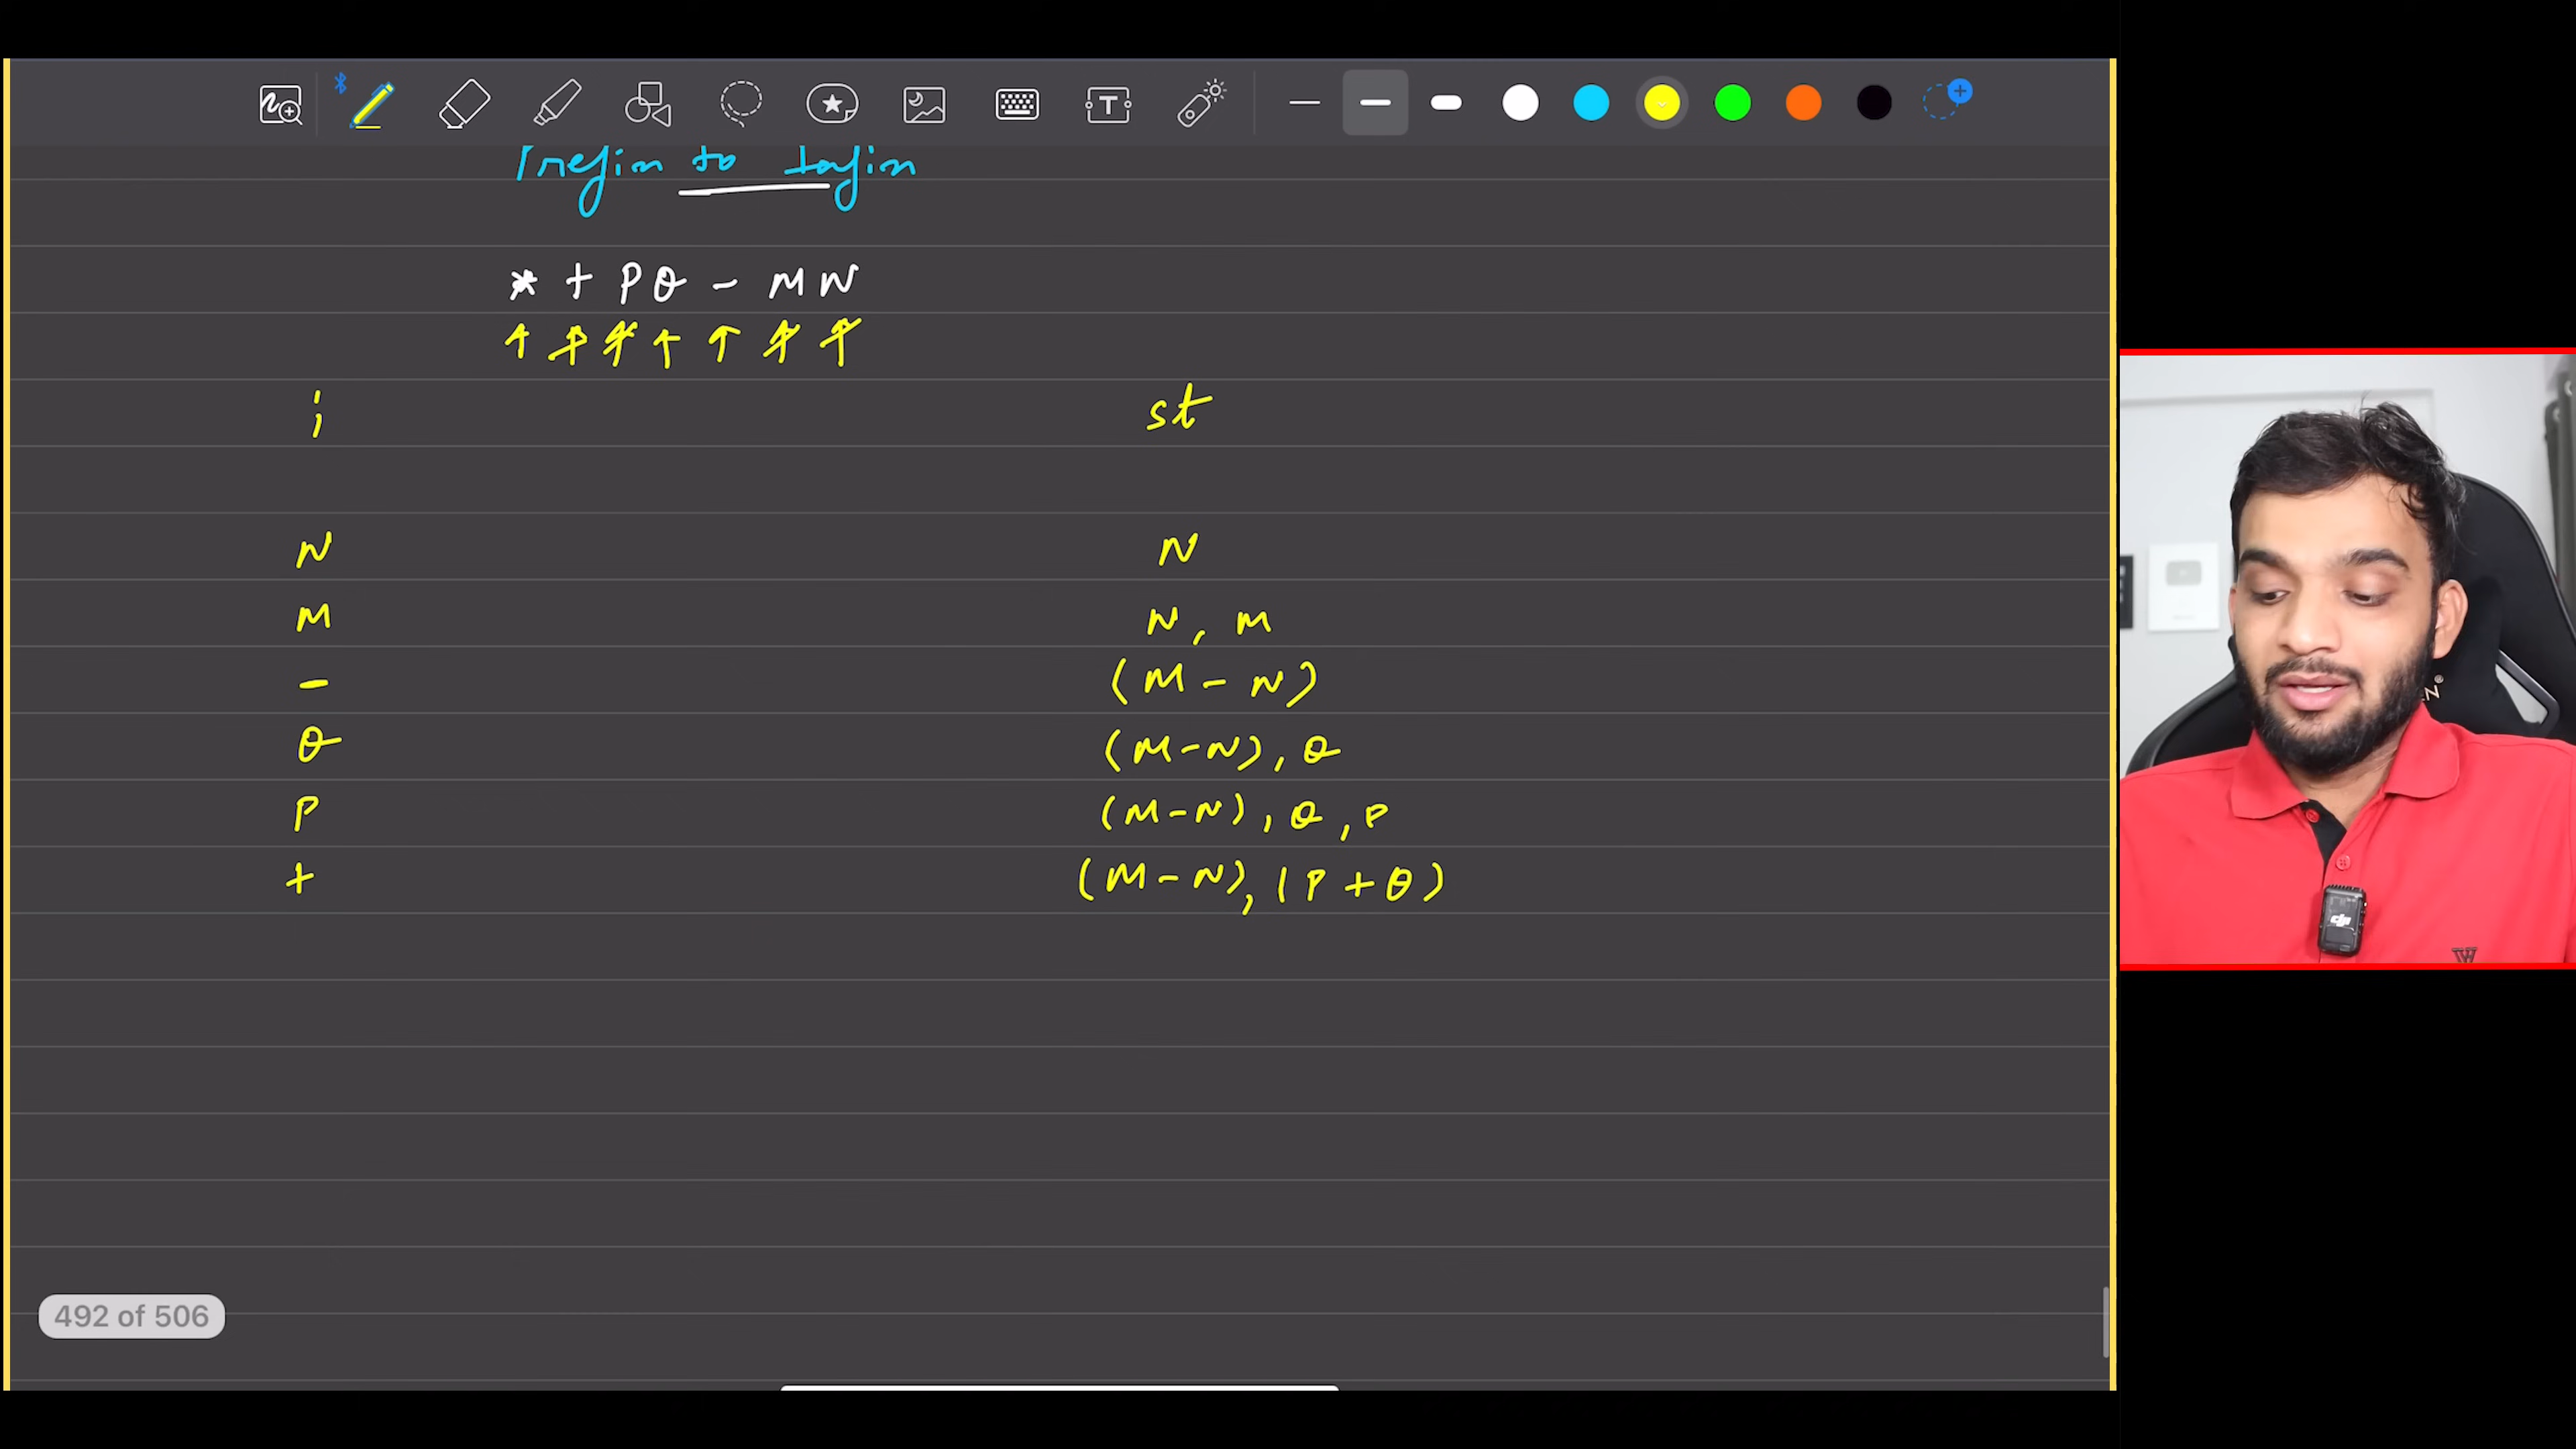 Prefix to Infix
* + P Q - M N
i st
N N
M N, M
- (M - N)
Q (M-N), Q
P (M-N), Q, P
+ (M-N), (P + Q)
492 of 506